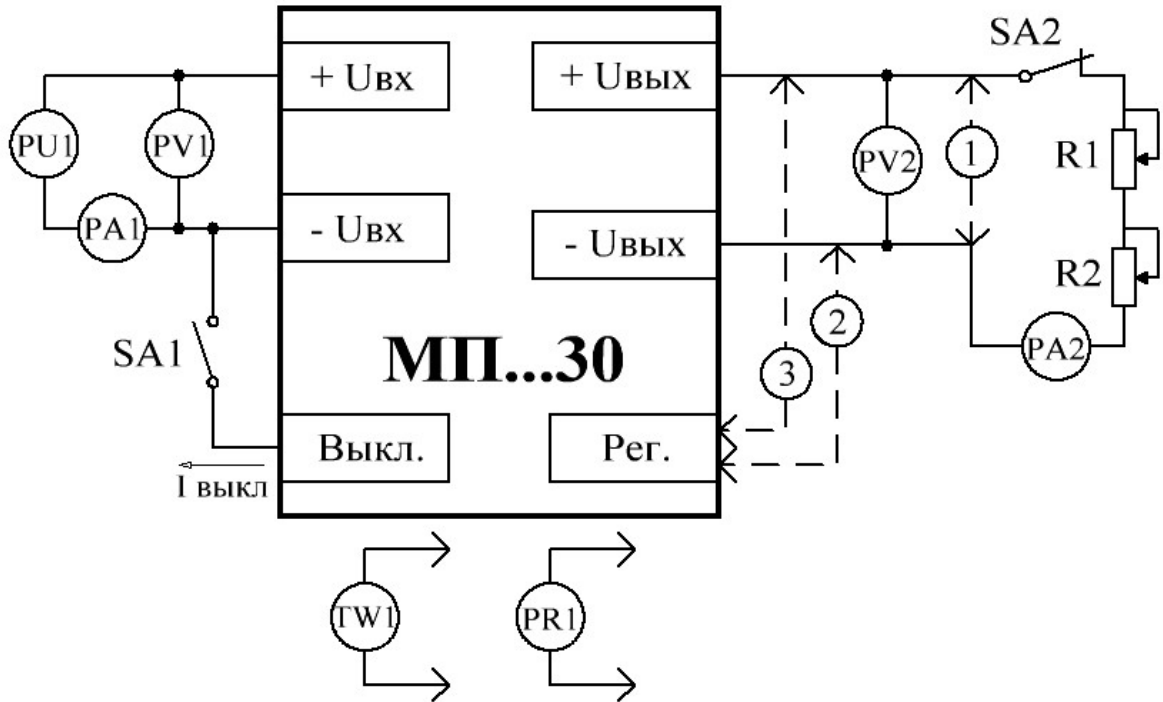 SA2
+ Uвх
+ Uвых
PU1
PV1
PV2
1
R1
PA1
- Uвх
- Uвых
R2
2
SA1
МП...30
PA2
3
Выкл.
Рег.
I выкл
TW1
PR1